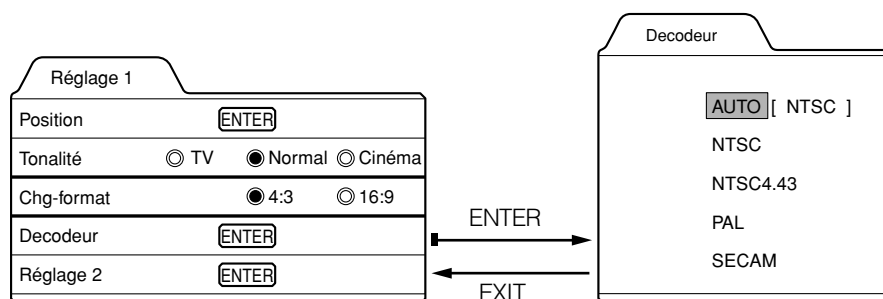 Réglage 1
Position ENTER
Tonalité TV Normal Cinéma
Chg-format 4:3 16:9
Decodeur ENTER
Réglage 2 ENTER
ENTER
EXIT
Decodeur
AUTO [ NTSC ]
NTSC
NTSC4.43
PAL
SECAM